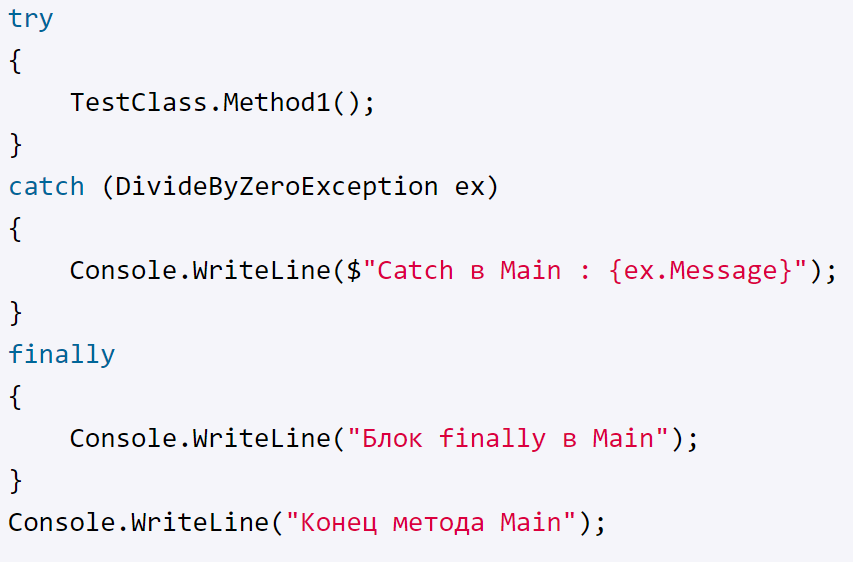 try
{
    TestClass.Method1();
}
catch (DivideByZeroException ex)
{
    Console.WriteLine($"Catch в Main : {ex.Message}");
}
finally
{
    Console.WriteLine("Блок finally в Main");
}
Console.WriteLine("Конец метода Main");